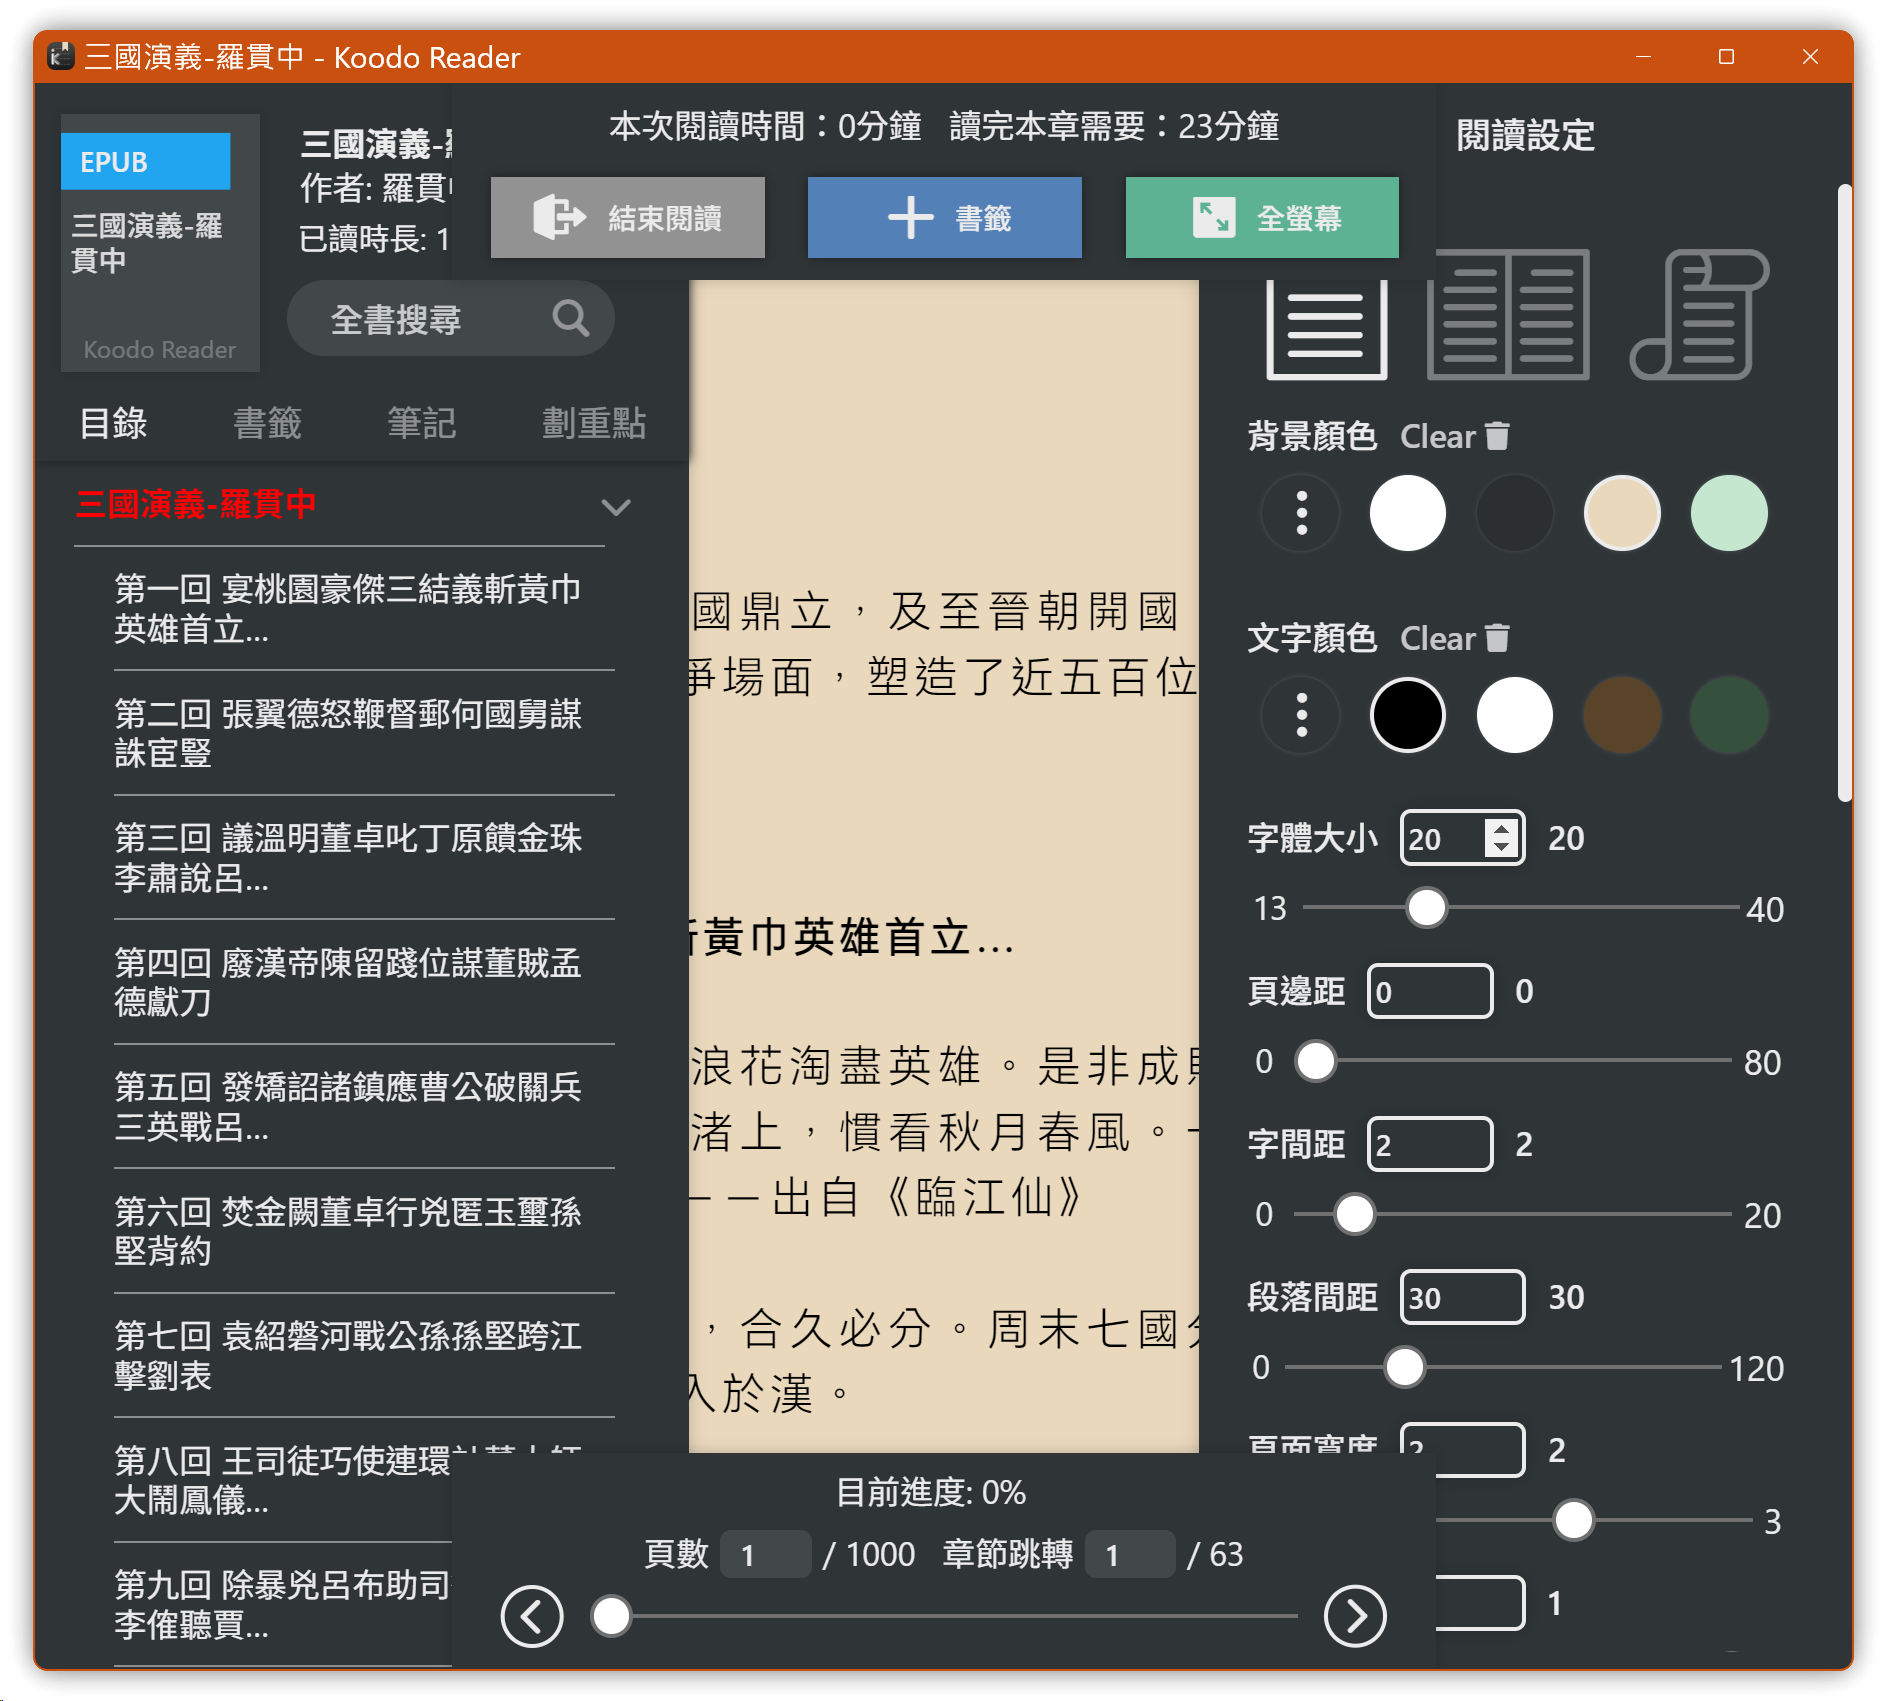 三國演義-羅貫中 - Koodo Reader
EPUB
三國演義-羅
貫中
Koodo Reader
三國演義-
作者: 羅貫
已讀時長: 1
全書搜尋
目錄 書籤 筆記 劃重點
三國演義-羅貫中
第一回 宴桃園豪傑三結義斬黃巾
英雄首立...
第二回 張翼德怒鞭督郵何國舅謀
誅宦豎
第三回 議溫明董卓叱丁原饋金珠
李肅說呂...
第四回 廢漢帝陳留踐位謀董賊孟
德獻刀
第五回 發矯詔諸鎮應曹公破關兵
三英戰呂...
第六回 焚金闕董卓行兇匿玉璽孫
堅背約
第七回 袁紹磐河戰公孫孫堅跨江
擊劉表
第八回 王司徒巧使連環
大鬧鳳儀...
第九回 除暴兇呂布助司
李傕聽賈...
本次閱讀時間：0分鐘 讀完本章需要：23分鐘
結束閱讀 書籤 全螢幕
國鼎立，及至晉朝開國
爭場面，塑造了近五百位
黃巾英雄首立...
浪花淘盡英雄。是非成
渚上，慣看秋月春風。
－－出自《臨江仙》
，合久必分。周末七國
入於漢。
目前進度: 0%
頁數 1 / 1000 章節跳轉 1 / 63
閱讀設定
背景顏色 Clear
文字顏色 Clear
字體大小 20 20
13 40
頁邊距 0 0
0 80
字間距 2 2
0 20
段落間距 30 30
0 120
頁面寬度 2 2
3
1